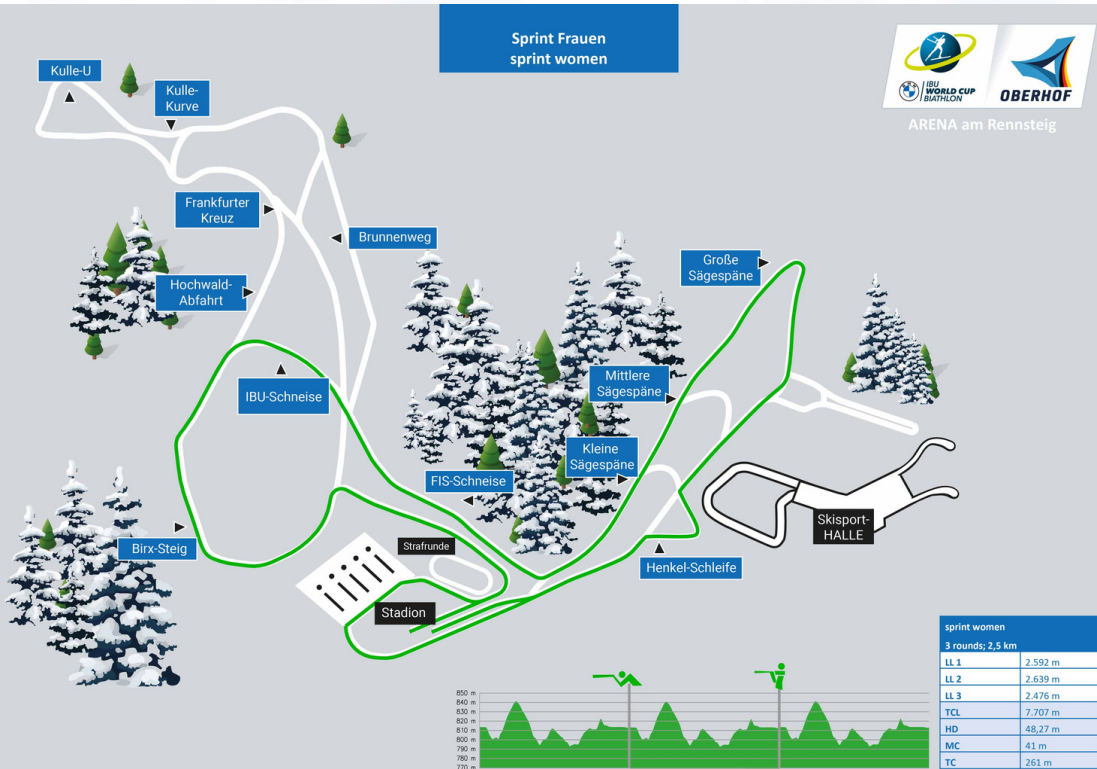 Sprint Frauen
sprint women
IBU
WORLD CUP
BIATHLON
OBERHOF
ARENA am Rennsteig
Kulle-U
Kulle-
Kurve
Frankfurter
Kreuz
Brunnenweg
Hochwald-
Abfahrt
Große
Sägespäne
IBU-Schneise
Mittlere
Sägespäne
Kleine
Sägespäne
FIS-Schneise
Birx-Steig
Strafrunde
Stadion
Henkel-Schleife
Skisport-
HALLE
sprint women
3 rounds; 2,5 km
LL 1 2.592 m
LL 2 2.639 m
LL 3 2.476 m
TCL 7.707 m
HD 48,27 m
MC 41 m
TC 261 m
850 m
840 m
830 m
820 m
810 m
800 m
790 m
780 m
770 m